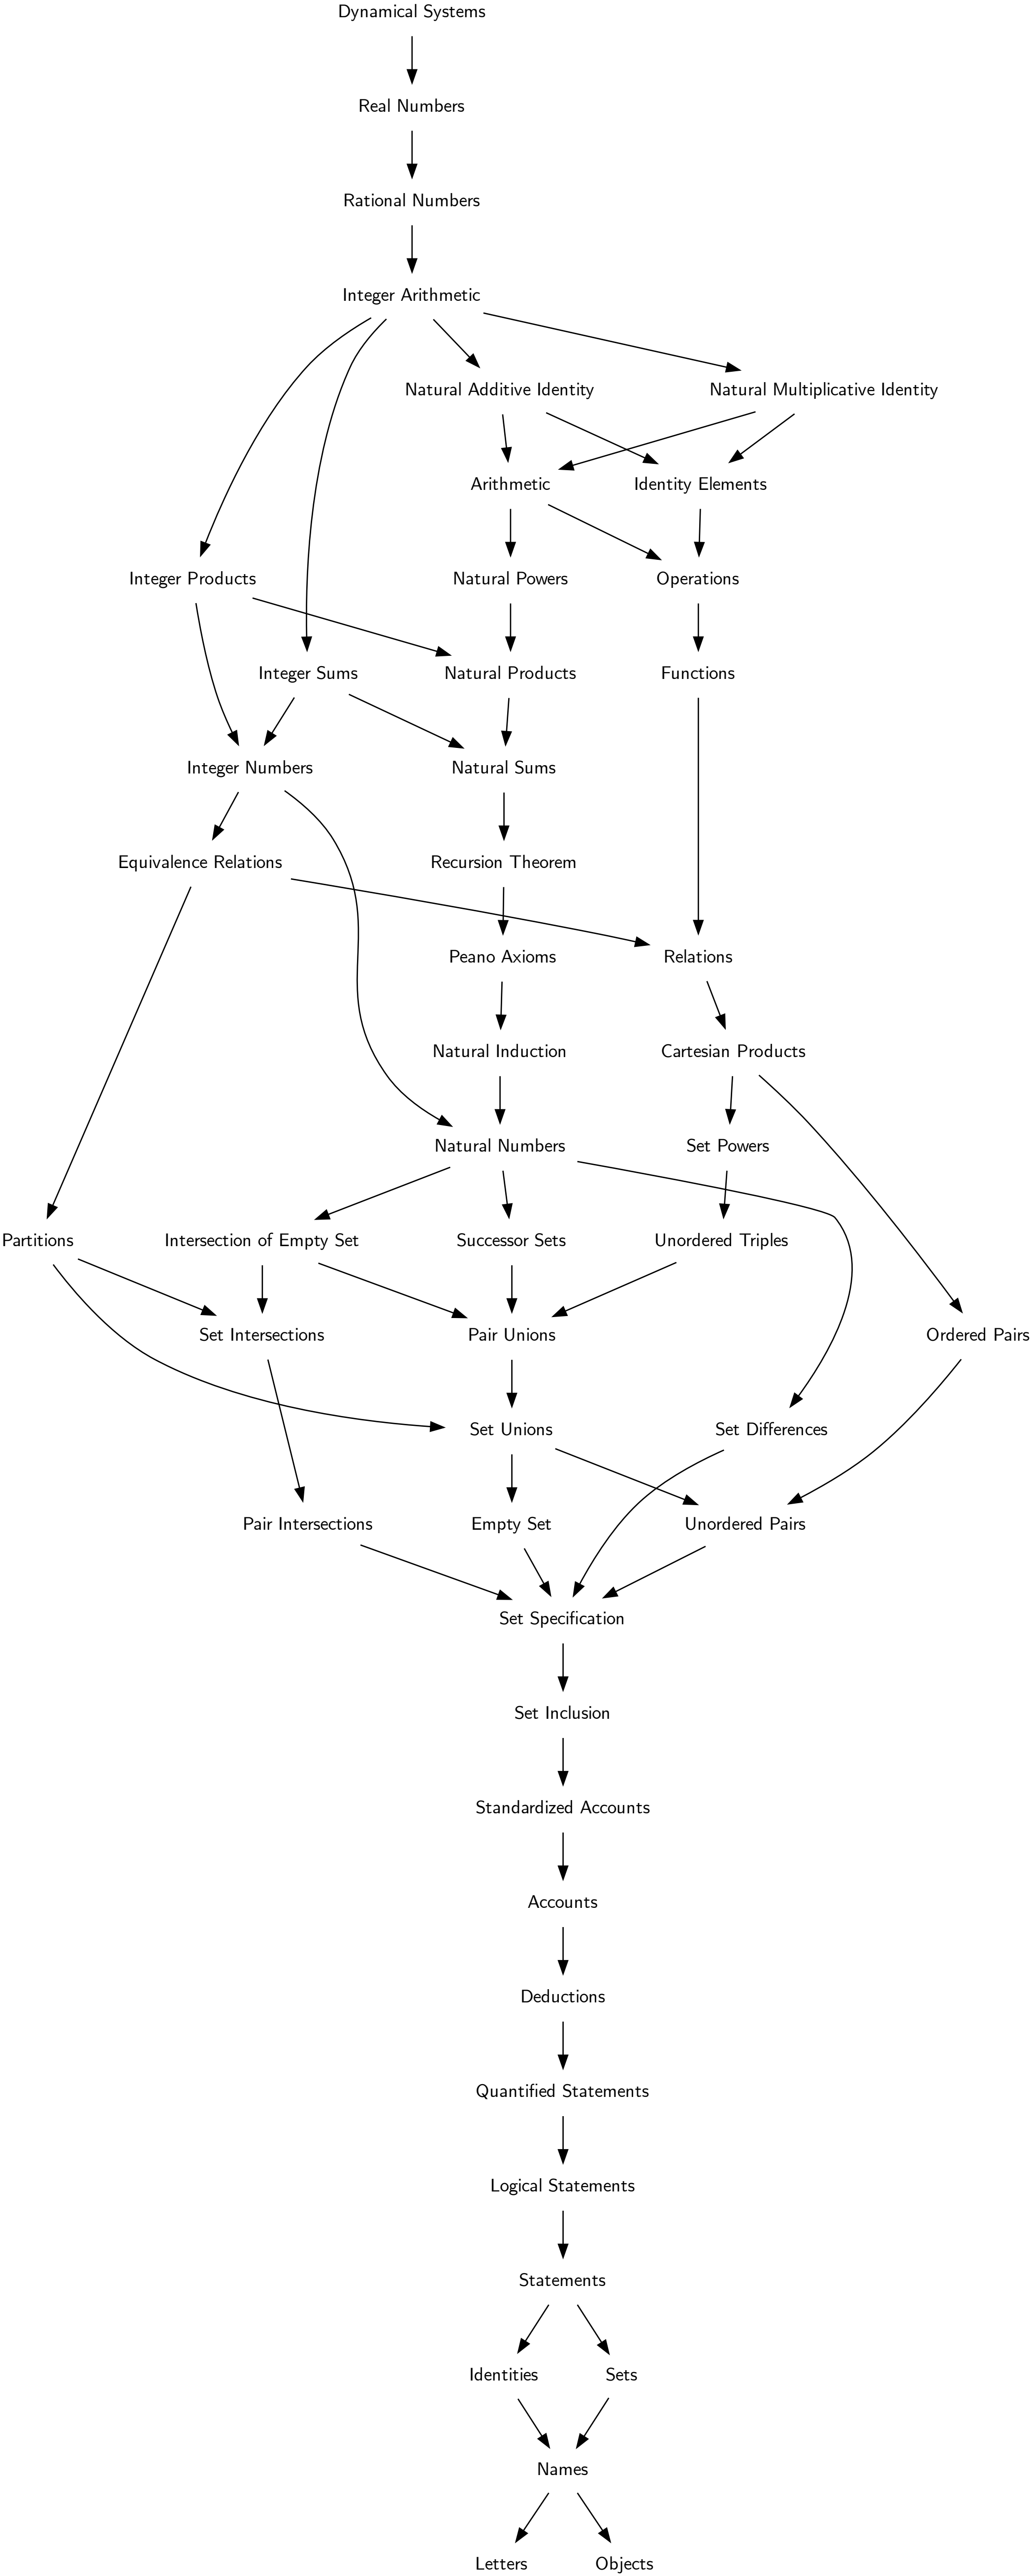 Dynamical Systems
Real Numbers
Rational Numbers
Integer Arithmetic
Natural Additive Identity
Natural Multiplicative Identity
Arithmetic
Identity Elements
Integer Products
Natural Powers
Operations
Integer Sums
Natural Products
Functions
Integer Numbers
Natural Sums
Equivalence Relations
Recursion Theorem
Peano Axioms
Relations
Natural Induction
Cartesian Products
Natural Numbers
Set Powers
Partitions
Intersection of Empty Set
Successor Sets
Unordered Triples
Set Intersections
Pair Unions
Ordered Pairs
Set Unions
Set Differences
Pair Intersections
Empty Set
Unordered Pairs
Set Specification
Set Inclusion
Standardized Accounts
Accounts
Deductions
Quantified Statements
Logical Statements
Statements
Identities
Sets
Names
Letters
Objects